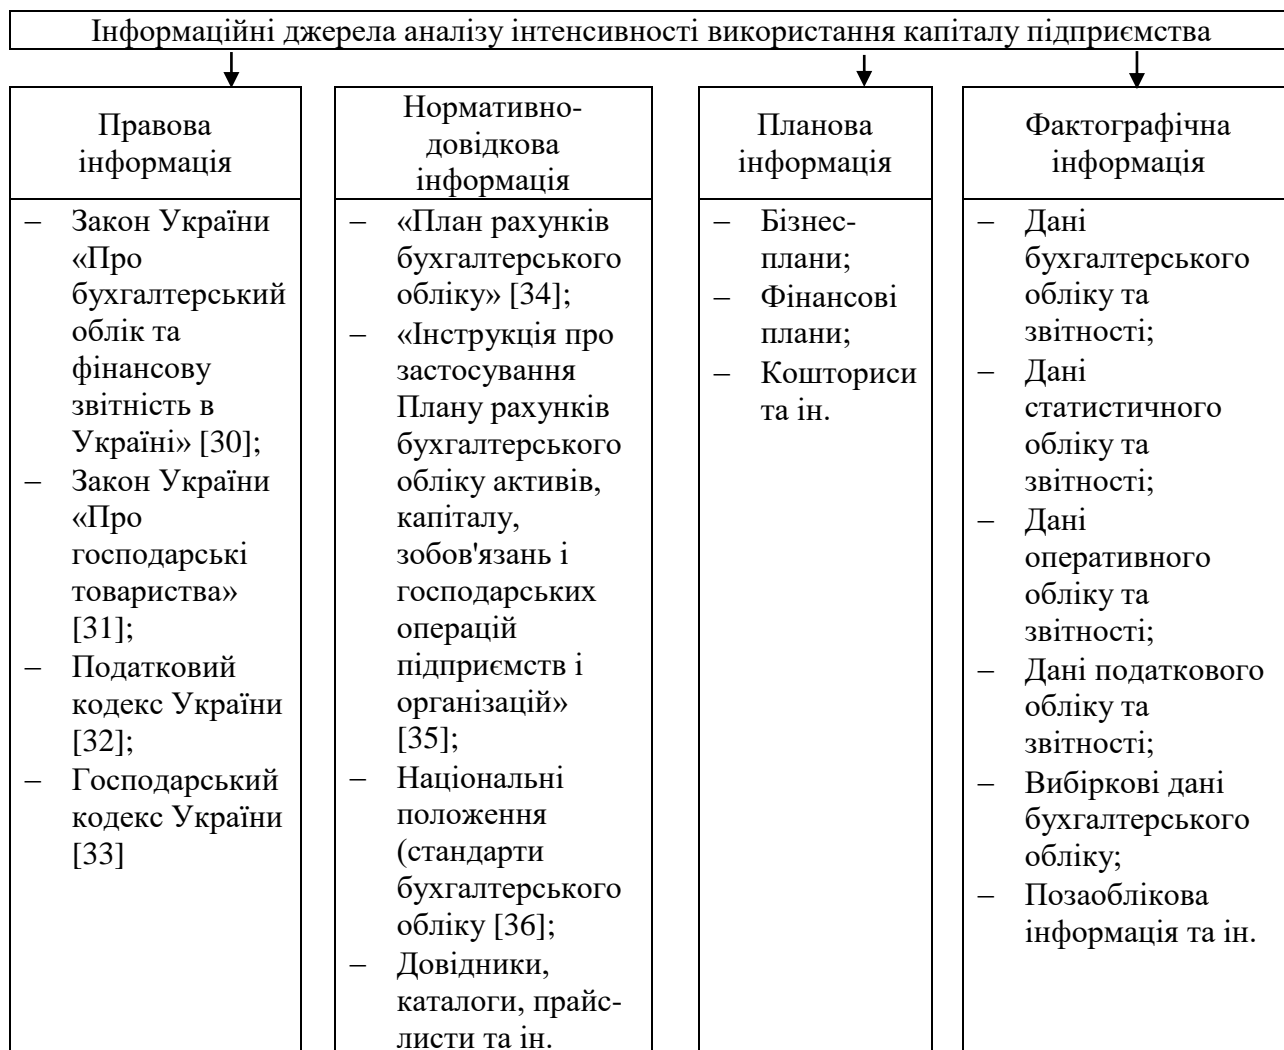 Інформаційні джерела аналізу інтенсивності використання капіталу підприємства
Правова
інформація
– Закон України
«Про
бухгалтерський
облік та
фінансову
звітність в
Україні» [30];
– Закон України
«Про
господарські
товариства»
[31];
– Податковий
кодекс України
[32];
– Господарський
кодекс України
[33]
Нормативно-
довідкова
інформація
– «План рахунків
бухгалтерського
обліку» [34];
– «Інструкція про
застосування
Плану рахунків
бухгалтерського
обліку активів,
капіталу,
зобов'язань і
господарських
операцій
підприємств і
організацій»
[35];
– Національні
положення
(стандарти
бухгалтерського
обліку [36];
– Довідники,
каталоги, прайс-
листи та ін.
Планова
інформація
– Бізнес-
плани;
– Фінансові
плани;
– Кошториси
та ін.
Фактографічна
інформація
– Дані
бухгалтерського
обліку та
звітності;
– Дані
статистичного
обліку та
звітності;
– Дані
оперативного
обліку та
звітності;
– Дані податкового
обліку та
звітності;
– Вибіркові дані
бухгалтерського
обліку;
– Позаоблікова
інформація та ін.